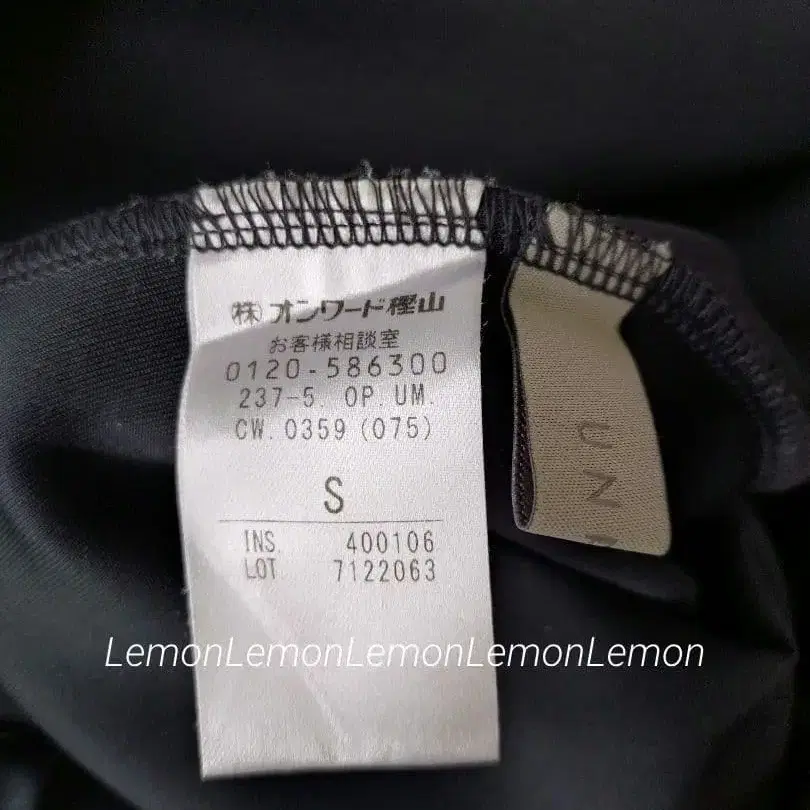 ㈱オンワード樫山
お客様相談室
0120-586300
237-5 OP.UM.
CW.0359(075)
S
INS. 400106
LOT 7122063
UN
LemonLemonLemonLemonLemon